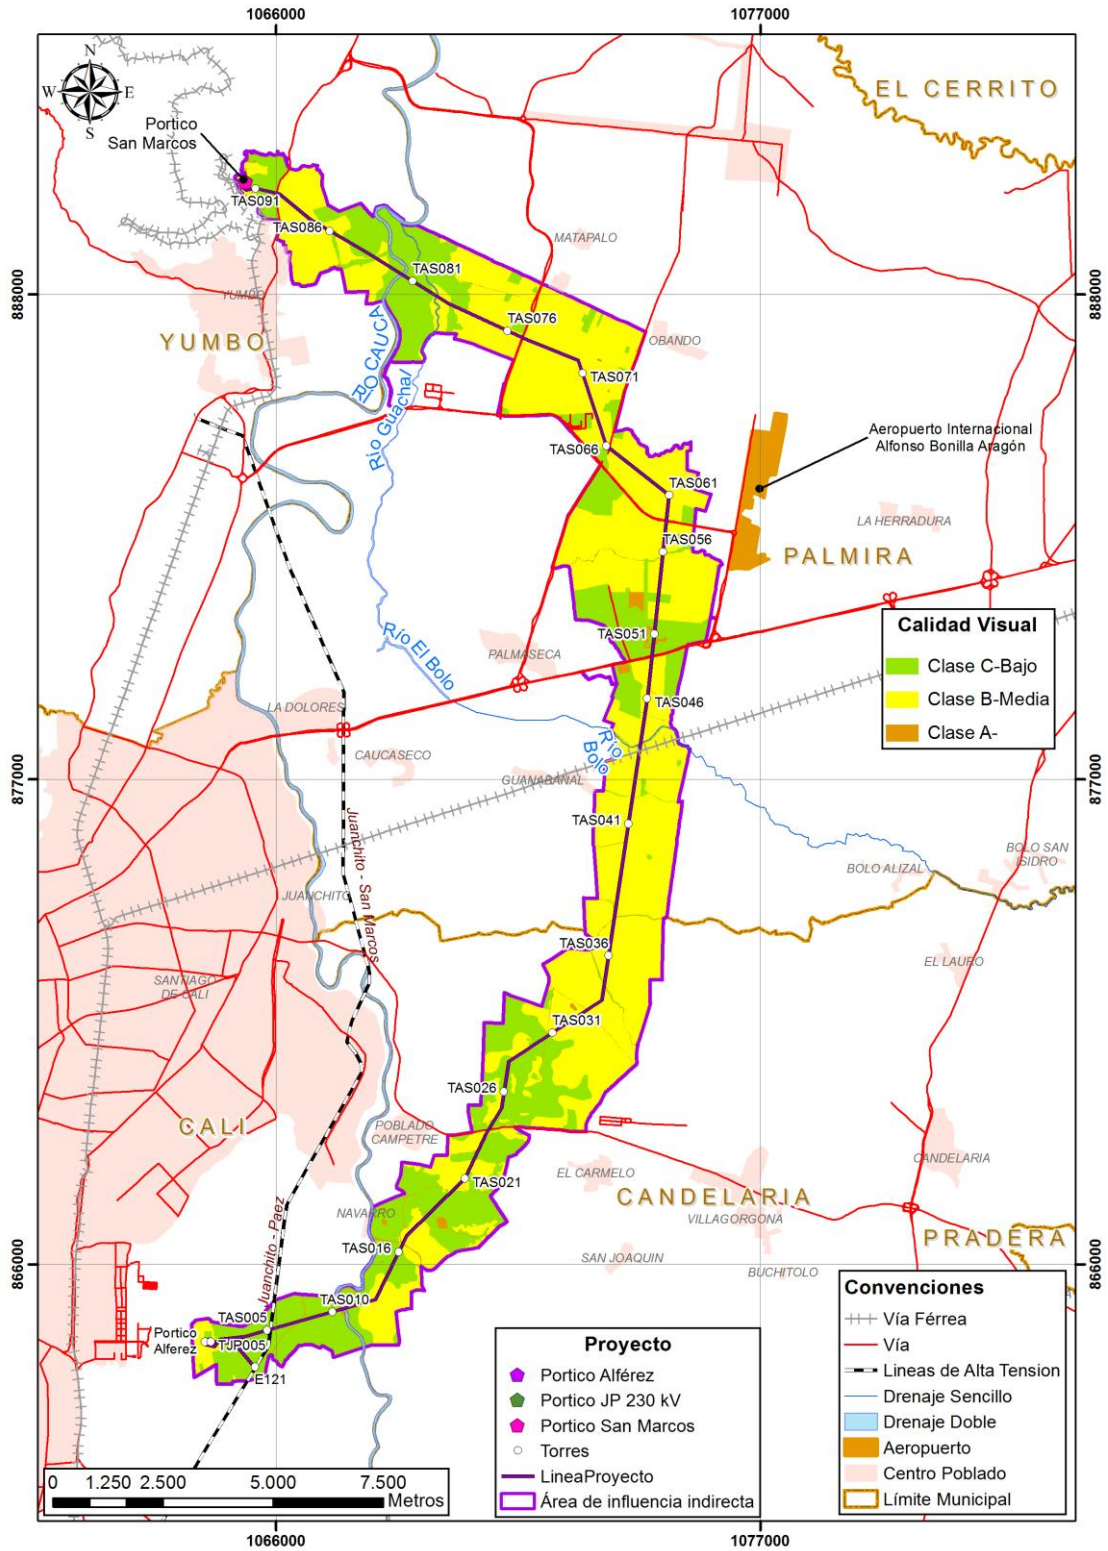 1066000
1077000
N
W
E
S
EL CERRITO
Portico
San Marcos
TAS091
TAS086
MATAPALO
TAS081
888000
888000
YUMBO
TAS076
YUMBO
OBANDO
RÍO CAUCA
TAS071
Río Guachal
Aeropuerto Internacional
Alfonso Bonilla Aragón
TAS066
TAS061
LA HERRADURA
TAS056
PALMIRA
Calidad Visual
Clase C-Bajo
Clase B-Media
Clase A-
Río El Bolo
TAS051
PALMASECA
TAS046
LA DOLORES
Río
Bolo
CAUCASECO
877000
877000
GUANABANAL
TAS041
Juanchito - San Marcos
BOLO SAN
ISIDRO
BOLO ALIZAL
JUANCHITO
TAS036
EL LAURO
SANTIAGO
DE CALI
TAS031
TAS026
CALI
POBLADO
CAMPETRE
CANDELARIA
EL CARMELO
TAS021
CANDELARIA
NAVARRO
VILLAGORGONA
Juanchito - Paez
PRADERA
TAS016
SAN JOAQUIN
BUCHITOLO
866000
866000
TAS010
TAS005
Portico
Alferez
TJP005
E121
Proyecto
Portico Alférez
Portico JP 230 kV
Portico San Marcos
Torres
LineaProyecto
Área de influencia indirecta
Convenciones
Vía Férrea
Vía
Lineas de Alta Tension
Drenaje Sencillo
Drenaje Doble
Aeropuerto
Centro Poblado
Límite Municipal
0 1.250 2.500 5.000 7.500
Metros
1066000
1077000